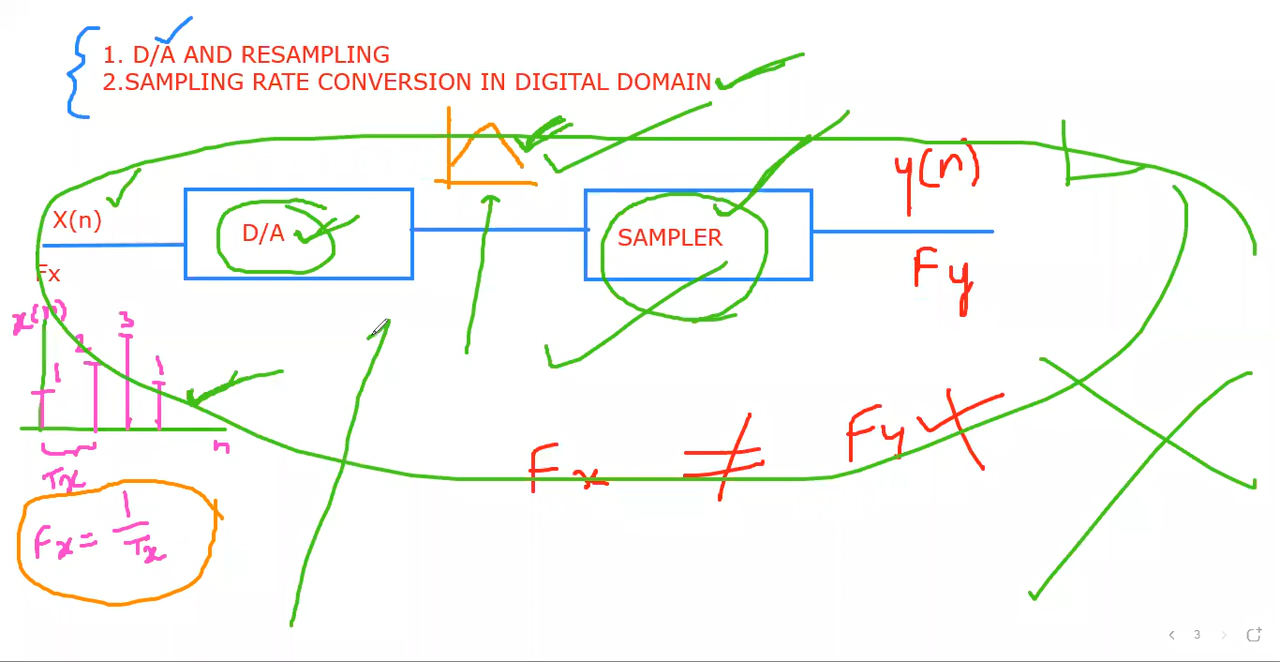 1. D/A AND RESAMPLING
2.SAMPLING RATE CONVERSION IN DIGITAL DOMAIN
X(n)
D/A
SAMPLER
y(n)
Fx
Fy
x(n)
1 2 3 1
n
Tx
Fx ≠ Fy
Fx = 1/Tx
3